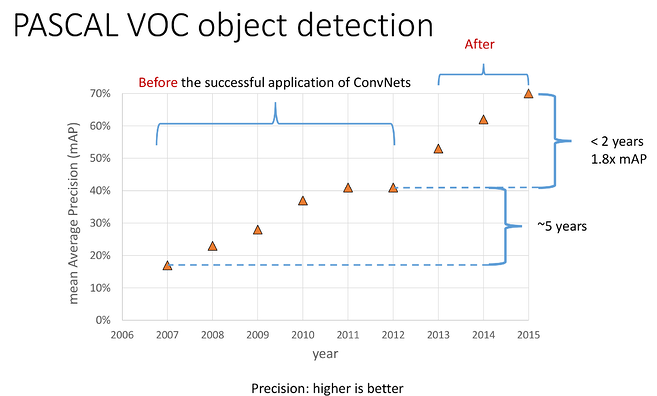 PASCAL VOC object detection
After
Before the successful application of ConvNets
70%
60%
50%
40%
30%
20%
10%
0%
mean Average Precision (mAP)
2006 2007 2008 2009 2010 2011 2012 2013 2014 2015
year
< 2 years
1.8x mAP
~5 years
Precision: higher is better